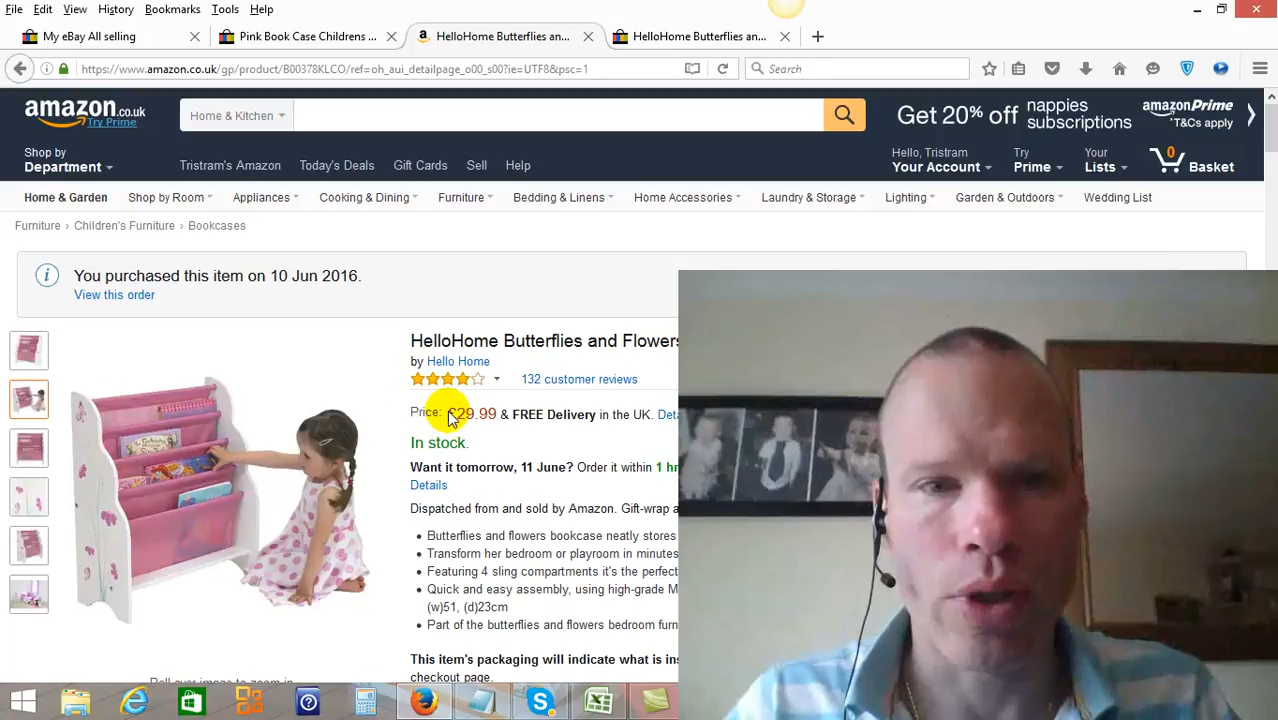 File Edit View History Bookmarks Tools Help
My eBay All selling
Pink Book Case Childrens ...
HelloHome Butterflies an...
HelloHome Butterflies an...
https://www.amazon.co.uk/gp/product/B00378KLCO/ref=oh_aui_detailpage_o00_s00?ie=UTF8&psc=1
Search
amazon.co.uk
Try Prime
Home & Kitchen
Get 20% off nappies subscriptions
amazonPrime
*T&Cs apply
Shop by
Department
Tristram's Amazon Today's Deals Gift Cards Sell Help
Hello, Tristram
Your Account
Try
Prime
Your
Lists
0
Basket
Home & Garden Shop by Room Appliances Cooking & Dining Furniture Bedding & Linens Home Accessories Laundry & Storage Lighting Garden & Outdoors Wedding List
Furniture › Children's Furniture › Bookcases
You purchased this item on 10 Jun 2016.
View this order
HelloHome Butterflies and Flowers
by Hello Home
132 customer reviews
Price: £29.99 & FREE Delivery in the UK.
In stock.
Want it tomorrow, 11 June? Order it within 1
Details
Dispatched from and sold by Amazon. Gift-wrap
Butterflies and flowers bookcase neatly stores
Transform her bedroom or playroom in minutes
Featuring 4 sling compartments it's the perfect
Quick and easy assembly, using high-grade
(w)51, (d)23cm
Part of the butterflies and flowers bedroom
This item's packaging will indicate what is
checkout page.